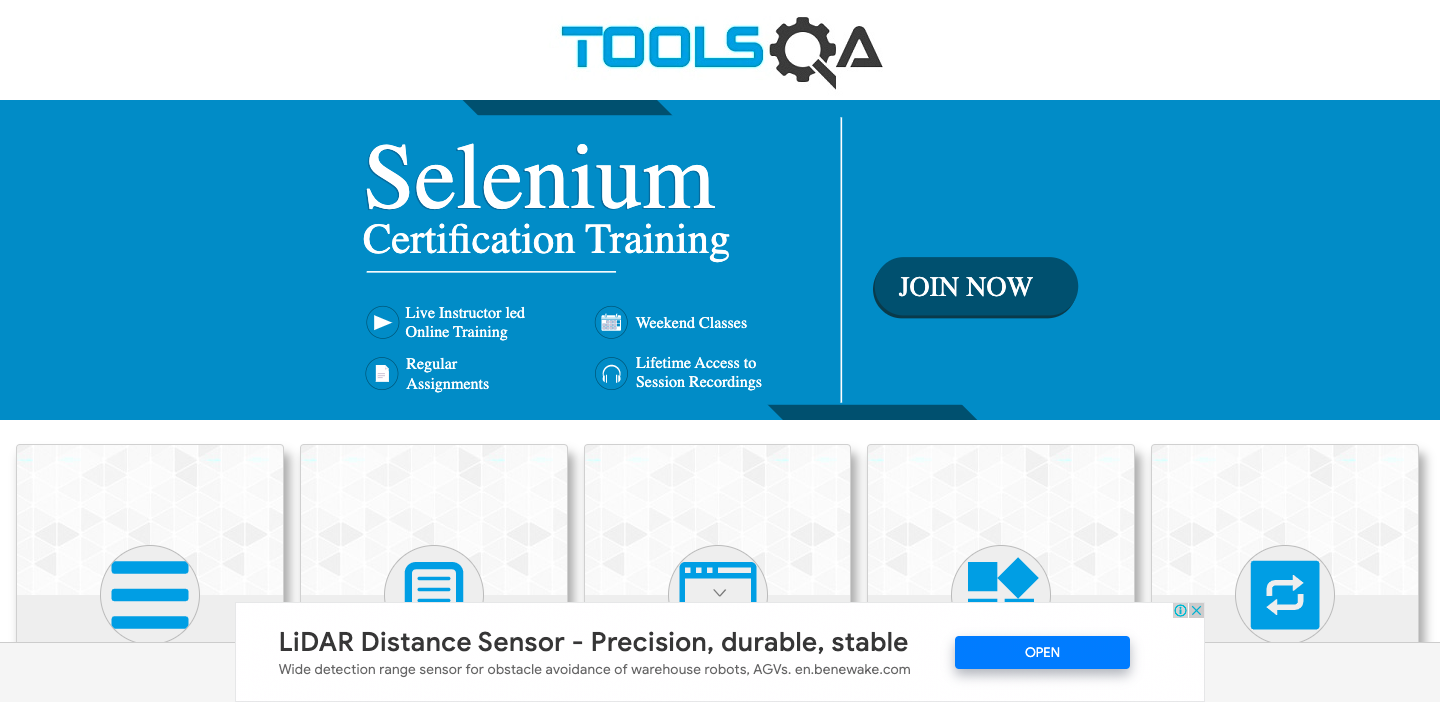 TOOLSQA
Selenium
Certification Training
Live Instructor led
Online Training
Weekend Classes
Regular
Assignments
Lifetime Access to
Session Recordings
JOIN NOW
LiDAR Distance Sensor - Precision, durable, stable
Wide detection range sensor for obstacle avoidance of warehouse robots, AGVs. en.benewake.com
OPEN